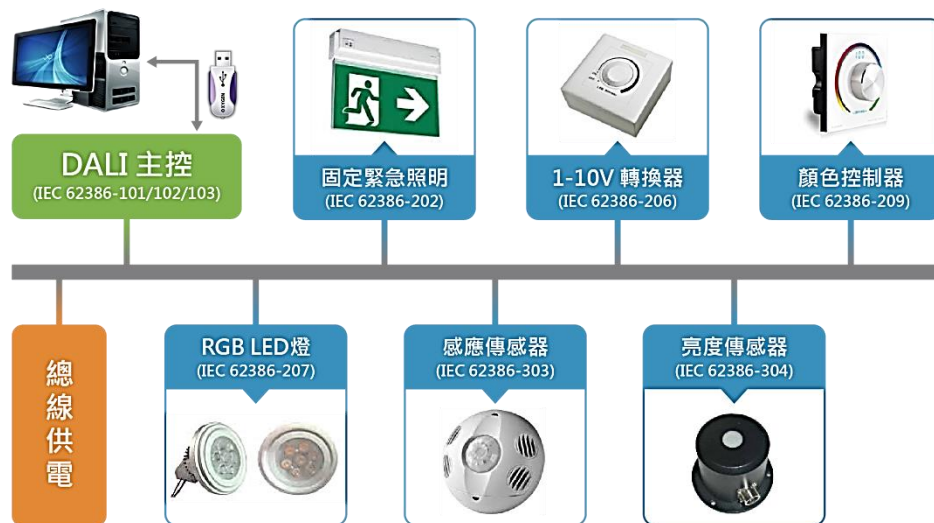 DALI 主控
(IEC 62386-101/102/103)
固定緊急照明
(IEC 62386-202)
1-10V 轉換器
(IEC 62386-206)
顏色控制器
(IEC 62386-209)
總線供電
RGB LED燈
(IEC 62386-207)
感應傳感器
(IEC 62386-303)
亮度傳感器
(IEC 62386-304)